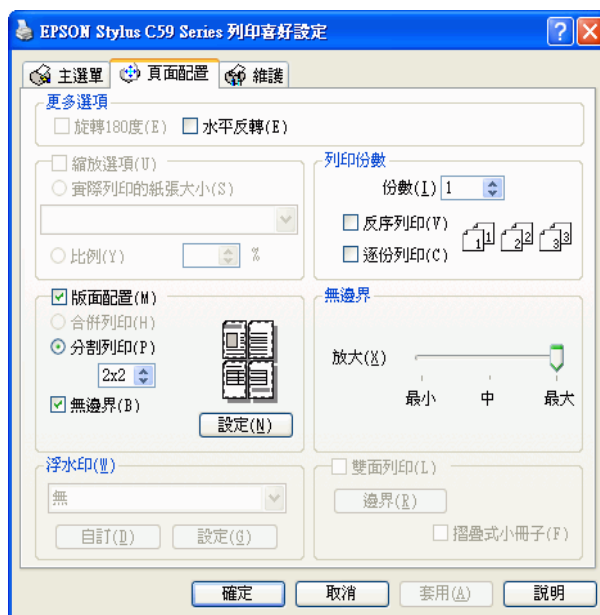 EPSON Stylus C59 Series 列印喜好設定
主選單 頁面配置 維護
更多選項
旋轉180度(E) 水平反轉(E)
縮放選項(U)
實際列印的紙張大小(S)
比例(Y) %
列印份數
份數(I) 1
反序列印(V)
逐份列印(C)
1 1 2 2 3 3
版面配置(M)
合併列印(H)
分割列印(P)
2x2
無邊界(B)
設定(N)
無邊界
放大(X)
最小 中 最大
浮水印(W)
無
自訂(D) 設定(G)
雙面列印(L)
邊界(R)
摺疊式小冊子(F)
確定 取消 套用(A) 說明